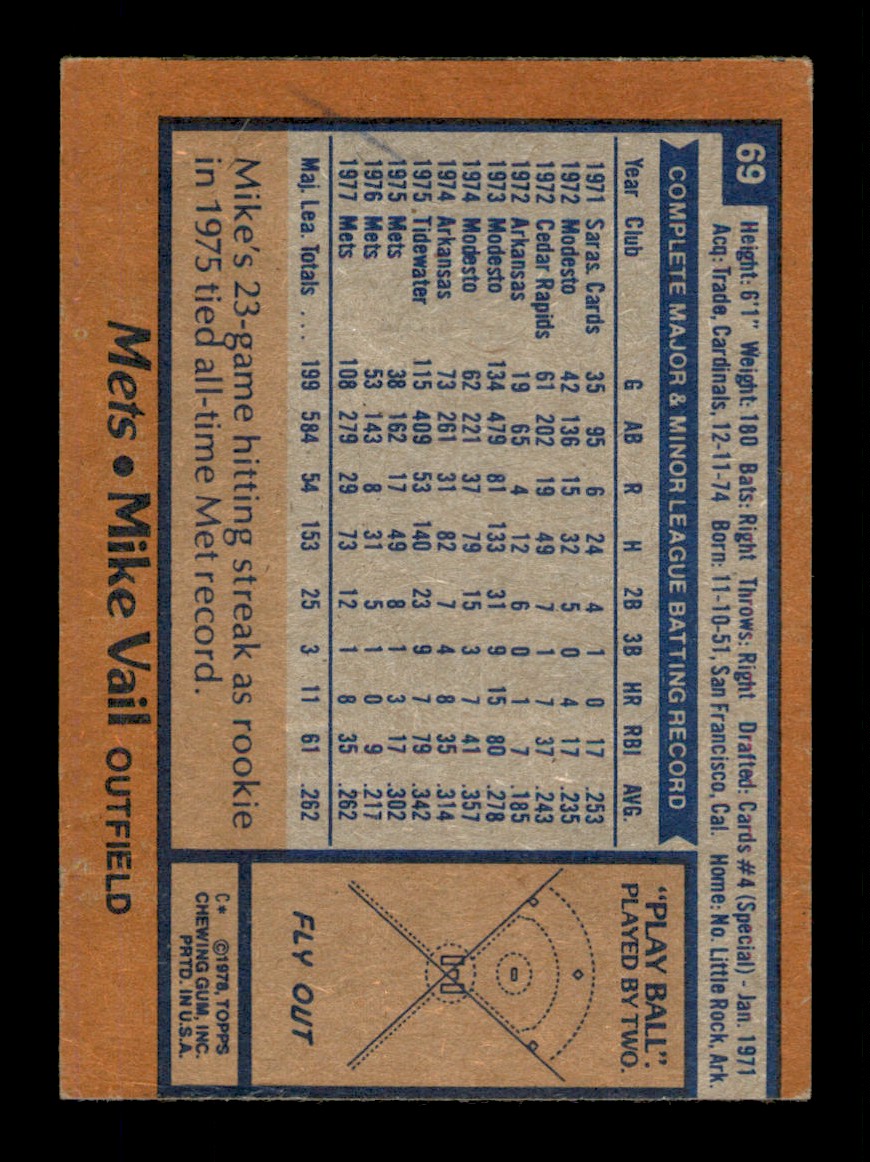 69
Height: 6'1" Weight: 180 Bats: Right Throws: Right Drafted: Cards #4 (Special) - Jan. 1971
Acq: Trade, Cardinals, 12-11-74 Born: 11-10-51, San Francisco, Cal. Home: No. Little Rock, Ark.
COMPLETE MAJOR & MINOR LEAGUE BATTING RECORD
Year Club G AB R H 2B 3B HR RBI AVG.
1971 Saras. Cards 35 95 6 24 4 1 0 17 .253
1972 Modesto 42 136 15 32 5 0 4 17 .235
1972 Cedar Rapids 61 202 19 49 7 1 7 37 .243
1972 Arkansas 19 65 4 12 6 0 1 7 .185
1973 Modesto 134 479 81 133 31 9 15 80 .278
1974 Modesto 62 221 37 79 15 3 7 41 .357
1974 Arkansas 73 261 31 82 7 4 8 35 .314
1975 Tidewater 115 409 53 140 23 9 7 79 .342
1975 Mets 38 162 17 49 8 1 3 17 .302
1976 Mets 53 143 8 31 5 1 0 9 .217
1977 Mets 108 279 29 73 12 1 8 35 .262
Maj. Lea. Totals ... 199 584 54 153 25 3 11 61 .262
Mike's 23-game hitting streak as rookie
in 1975 tied all-time Met record.
"PLAY BALL":
PLAYED BY TWO.
FLY OUT
C* ©1978, TOPPS
CHEWING GUM, INC.
PRTD. IN U.S.A.
Mets • Mike Vail OUTFIELD